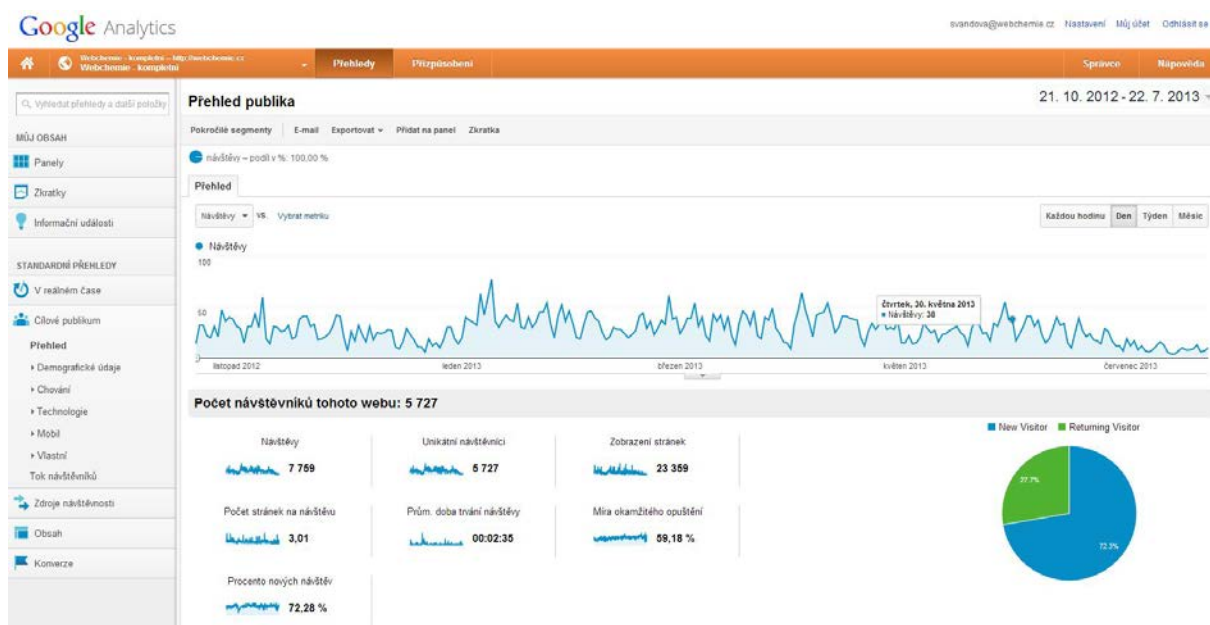 Google Analytics
svandova@webchemie.cz Nastavení Můj účet Odhlásit se
Webchemie - kompletní – http://webchemie.cz
Webchemie - kompletní
Přehledy Přizpůsobení Správce Nápověda
Vyhledat přehledy a další položky
Přehled publika
21. 10. 2012 - 22. 7. 2013
MŮJ OBSAH
Pokročilé segmenty E-mail Exportovat Přidat na panel Zkratka
Panely
návštěvy – podíl v %: 100,00 %
Zkratky
Přehled
Informační události
Návštěvy VS. Vybrat metriku
Každou hodinu Den Týden Měsíc
Návštěvy
STANDARDNÍ PŘEHLEDY
100
V reálném čase
čtvrtek, 30. května 2013
Návštěvy: 38
50
Cílové publikum
Přehled
listopad 2012 leden 2013 březen 2013 květen 2013 červenec 2013
Demografické údaje
Chování
Technologie
Mobil
Vlastní
Tok návštěvníků
Zdroje návštěvnosti
Obsah
Konverze
Počet návštěvníků tohoto webu: 5 727
Návštěvy
7 759
Unikátní návštěvníci
5 727
Zobrazení stránek
23 359
Počet stránek na návštěvu
3,01
Prům. doba trvání návštěvy
00:02:35
Míra okamžitého opuštění
59,18 %
Procento nových návštěv
72,28 %
New Visitor Returning Visitor
27.7%
72.3%